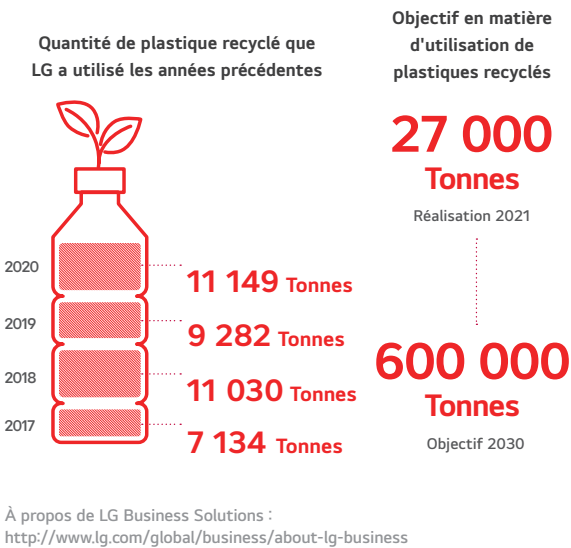 Quantité de plastique recyclé que
LG a utilisé les années précédentes
2020
11 149 Tonnes
2019
9 282 Tonnes
2018
11 030 Tonnes
2017
7 134 Tonnes
Objectif en matière
d'utilisation de
plastiques recyclés
27 000
Tonnes
Réalisation 2021
600 000
Tonnes
Objectif 2030
À propos de LG Business Solutions :
http://www.lg.com/global/business/about-lg-business